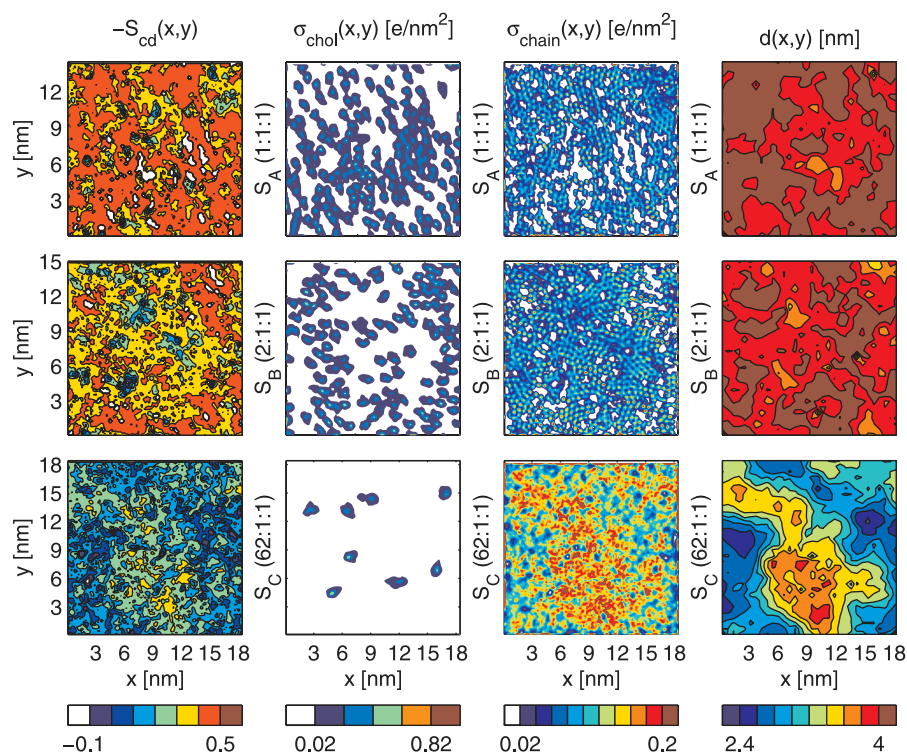 −S_cd(x,y) σ_chol(x,y) [e/nm²] σ_chain(x,y) [e/nm²] d(x,y) [nm]
y [nm] 12 9 6 3 S_A (1:1:1) S_A (1:1:1) S_A (1:1:1)
y [nm] 15 12 9 6 3 S_B (2:1:1) S_B (2:1:1) S_B (2:1:1)
y [nm] 18 15 12 9 6 3 S_C (62:1:1) S_C (62:1:1) S_C (62:1:1)
3 6 9 12 15 18 3 6 9 12 15 18 3 6 9 12 15 18 3 6 9 12 15 18
x [nm] x [nm] x [nm] x [nm]
−0.1 0.5 0.02 0.82 0.02 0.2 2.4 4